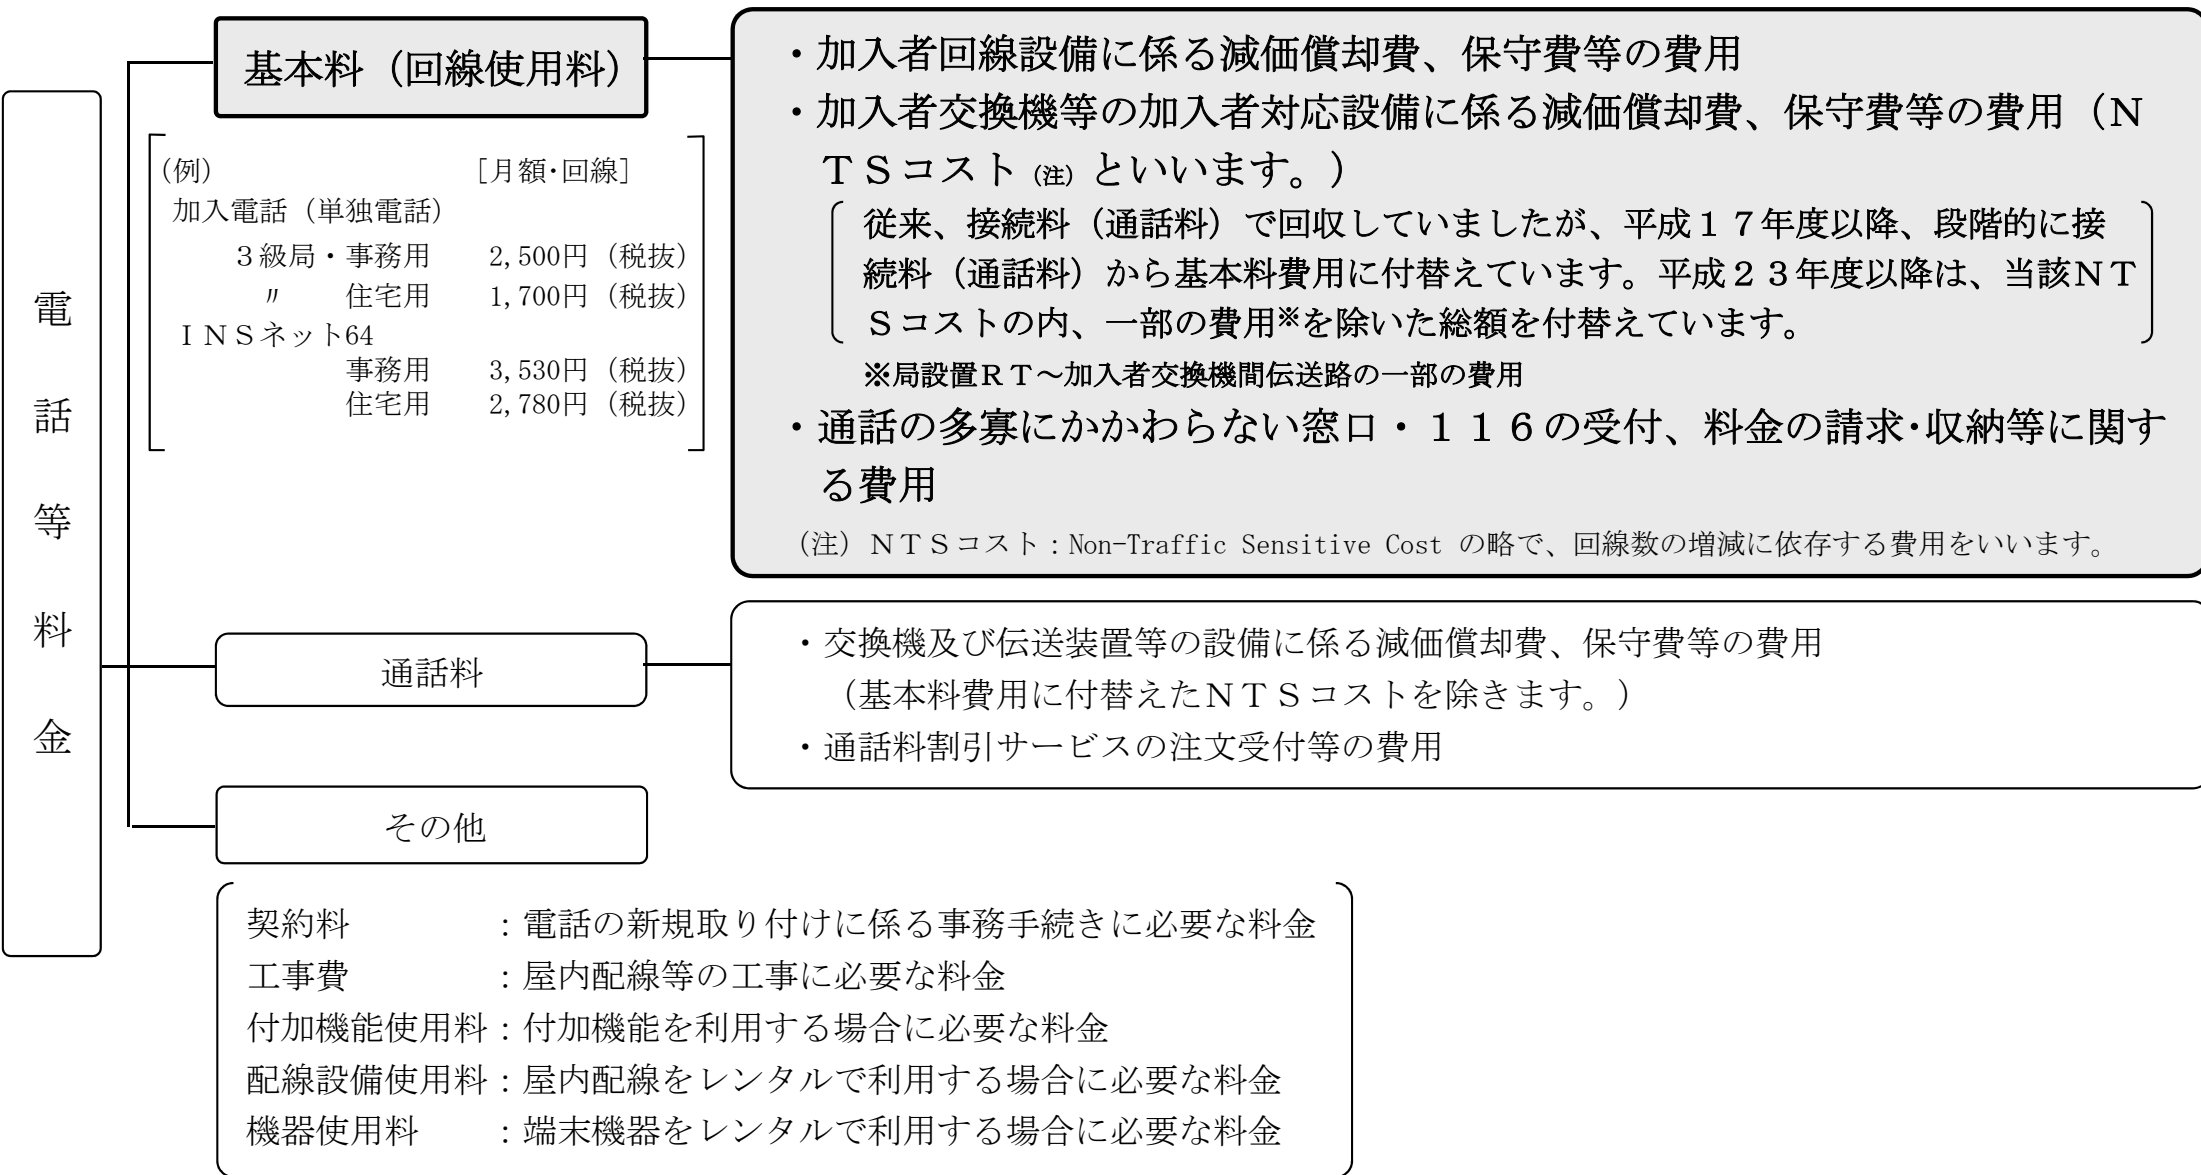 電話等料金
基本料（回線使用料）
（例）　［月額･回線］
加入電話（単独電話）
３級局・事務用　2,500円（税抜）
〃　住宅用　1,700円（税抜）
ＩＮＳネット64
事務用　3,530円（税抜）
住宅用　2,780円（税抜）
・加入者回線設備に係る減価償却費、保守費等の費用
・加入者交換機等の加入者対応設備に係る減価償却費、保守費等の費用（Ｎ
ＴＳコスト（注）といいます。）
従来、接続料（通話料）で回収していましたが、平成１７年度以降、段階的に接
続料（通話料）から基本料費用に付替えています。平成２３年度以降は、当該ＮＴ
Ｓコストの内、一部の費用※を除いた総額を付替えています。
※局設置ＲＴ～加入者交換機間伝送路の一部の費用
・通話の多寡にかかわらない窓口・１１６の受付、料金の請求･収納等に関す
る費用
（注）ＮＴＳコスト：Non-Traffic Sensitive Cost の略で、回線数の増減に依存する費用をいいます。
通話料
・交換機及び伝送装置等の設備に係る減価償却費、保守費等の費用
（基本料費用に付替えたＮＴＳコストを除きます。）
・通話料割引サービスの注文受付等の費用
その他
契約料　：電話の新規取り付けに係る事務手続きに必要な料金
工事費　：屋内配線等の工事に必要な料金
付加機能使用料：付加機能を利用する場合に必要な料金
配線設備使用料：屋内配線をレンタルで利用する場合に必要な料金
機器使用料　：端末機器をレンタルで利用する場合に必要な料金